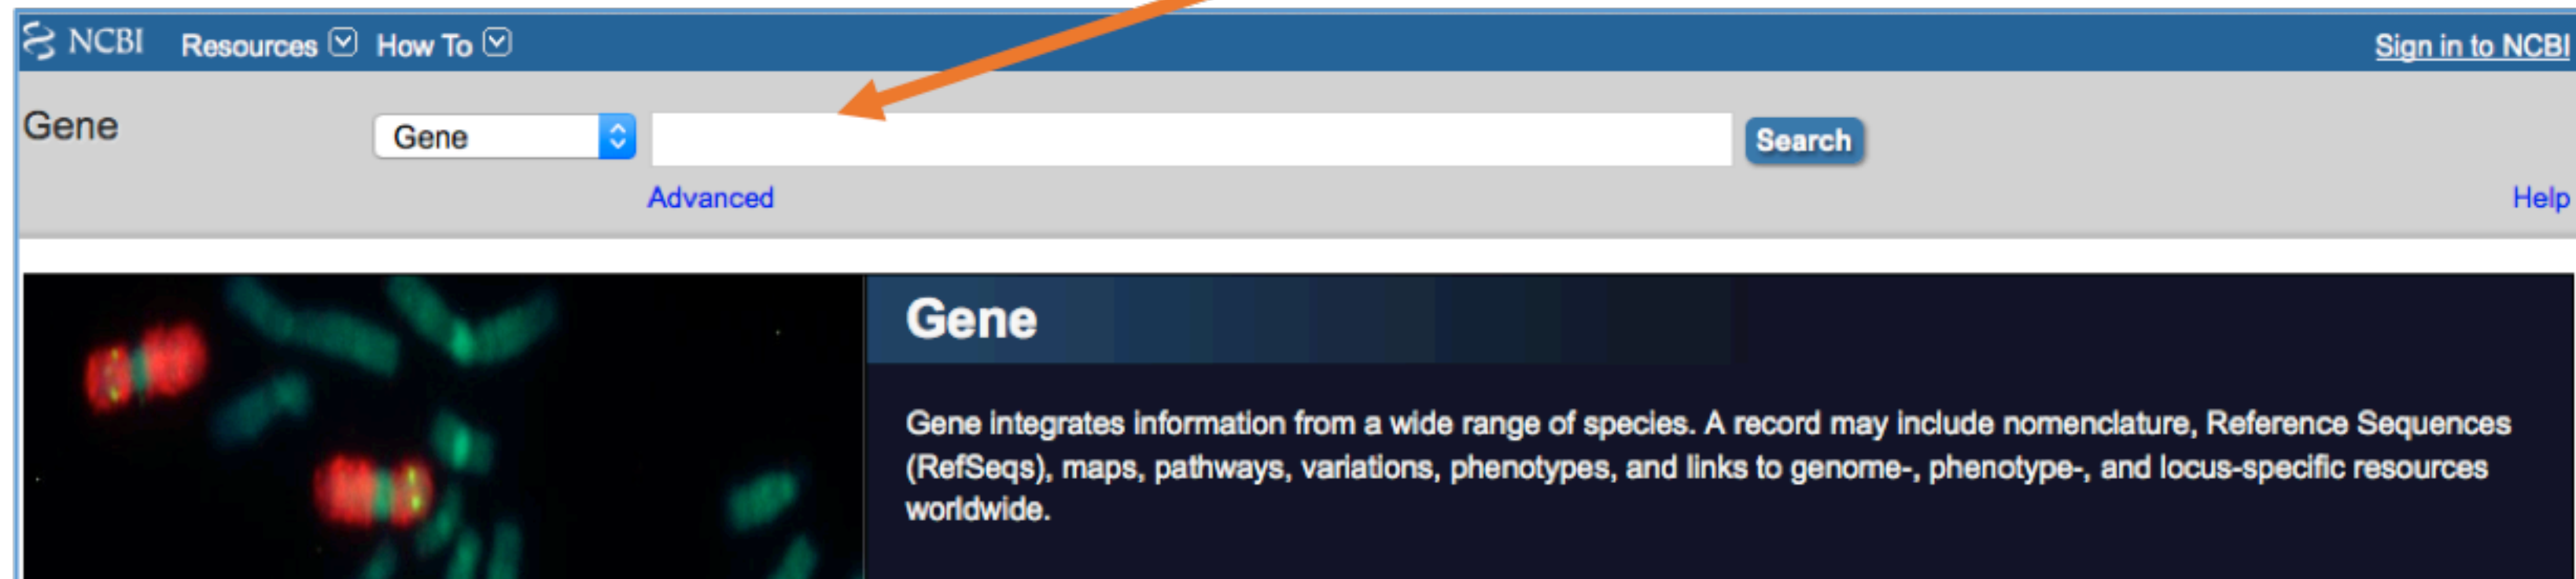 NCBI Resources How To Sign in to NCBI
Gene Gene Search
Advanced Help
Gene
Gene integrates information from a wide range of species. A record may include nomenclature, Reference Sequences
(RefSeqs), maps, pathways, variations, phenotypes, and links to genome-, phenotype-, and locus-specific resources
worldwide.